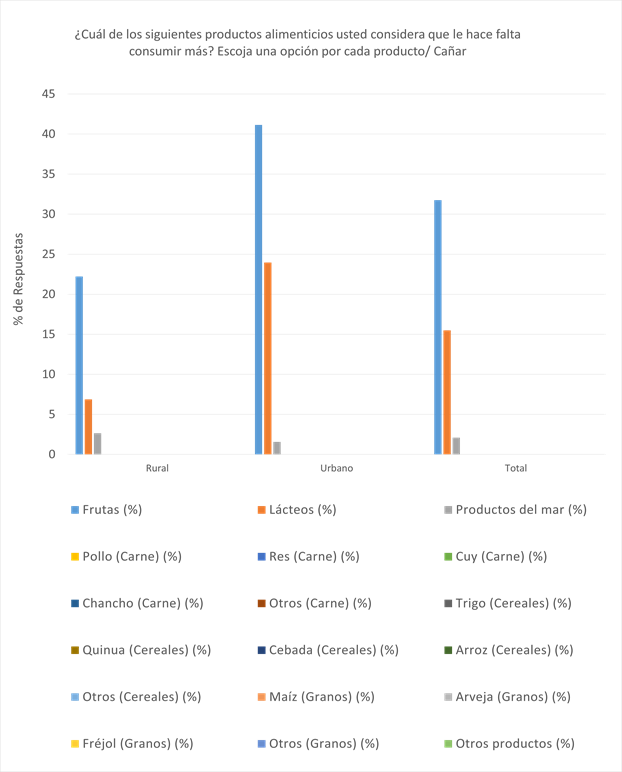 ¿Cuál de los siguientes productos alimenticios usted considera que le hace falta
consumir más? Escoja una opción por cada producto/ Cañar
% de Respuestas
45
40
35
30
25
20
15
10
5
0
Rural Urbano Total
Frutas (%) Lácteos (%) Productos del mar (%)
Pollo (Carne) (%) Res (Carne) (%) Cuy (Carne) (%)
Chancho (Carne) (%) Otros (Carne) (%) Trigo (Cereales) (%)
Quinua (Cereales) (%) Cebada (Cereales) (%) Arroz (Cereales) (%)
Otros (Cereales) (%) Maíz (Granos) (%) Arveja (Granos) (%)
Fréjol (Granos) (%) Otros (Granos) (%) Otros productos (%)